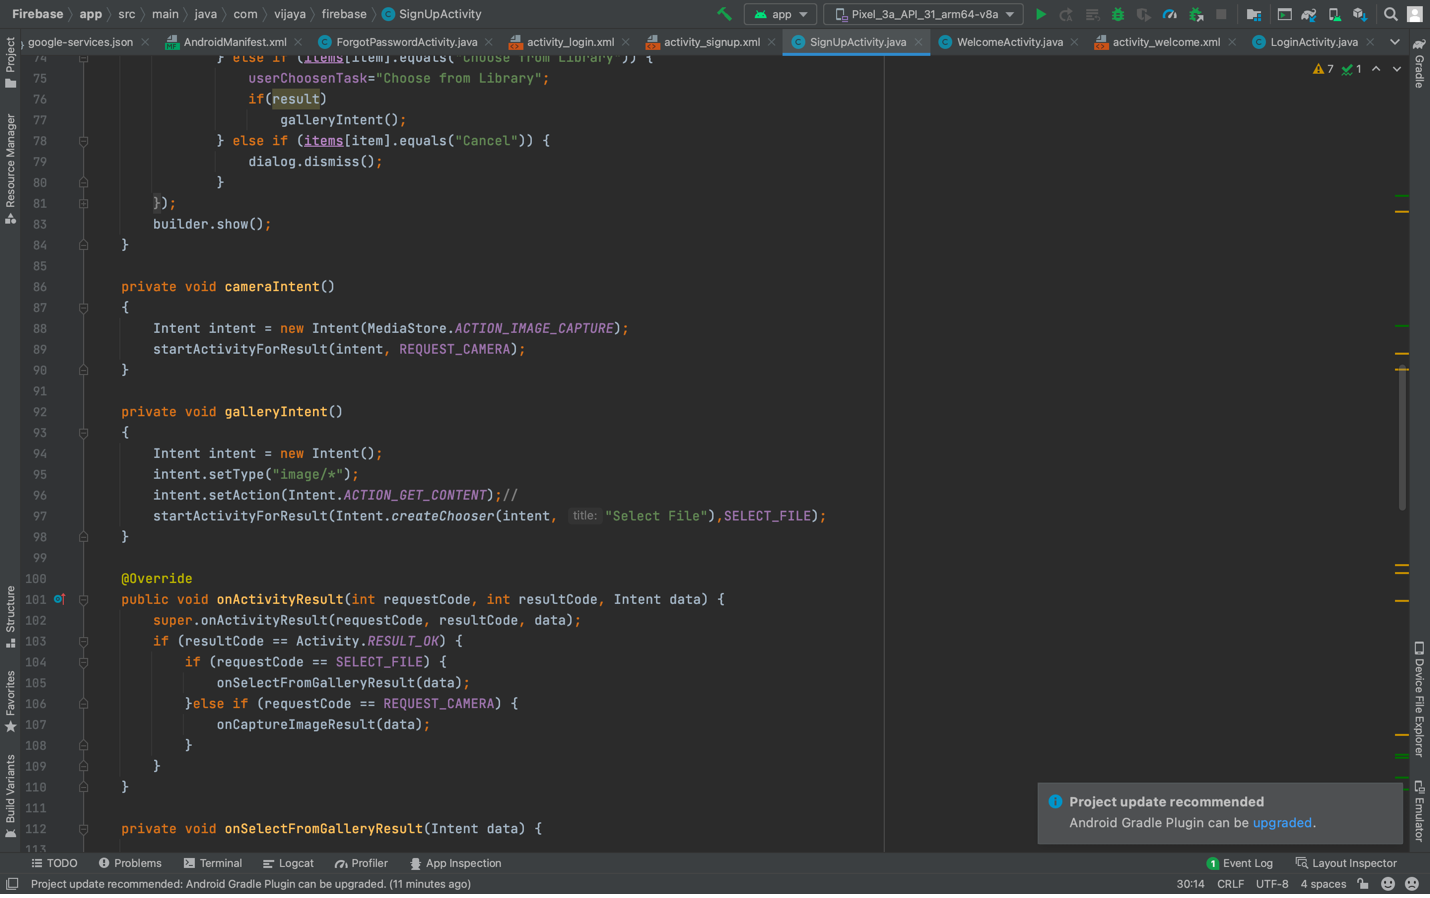 Firebase app src main java com vijaya firebase SignUpActivity app Pixel_3a_API_31_arm64-v8a
google-services.json AndroidManifest.xml ForgotPasswordActivity.java activity_login.xml activity_signup.xml SignUpActivity.java WelcomeActivity.java activity_welcome.xml LoginActivity.java
Project
Resource Manager
Structure
Favorites
Build Variants
Gradle
Device File Explorer
Emulator
7 1
74 } else if (items[item].equals("Choose from Library")) {
75 userChoosenTask="Choose from Library";
76 if(result)
77 galleryIntent();
78 } else if (items[item].equals("Cancel")) {
79 dialog.dismiss();
80 }
81 });
83 builder.show();
84 }
85
86 private void cameraIntent()
87 {
88 Intent intent = new Intent(MediaStore.ACTION_IMAGE_CAPTURE);
89 startActivityForResult(intent, REQUEST_CAMERA);
90 }
91
92 private void galleryIntent()
93 {
94 Intent intent = new Intent();
95 intent.setType("image/*");
96 intent.setAction(Intent.ACTION_GET_CONTENT);//
97 startActivityForResult(Intent.createChooser(intent, title: "Select File"),SELECT_FILE);
98 }
99
100 @Override
101 public void onActivityResult(int requestCode, int resultCode, Intent data) {
102 super.onActivityResult(requestCode, resultCode, data);
103 if (resultCode == Activity.RESULT_OK) {
104 if (requestCode == SELECT_FILE) {
105 onSelectFromGalleryResult(data);
106 }else if (requestCode == REQUEST_CAMERA) {
107 onCaptureImageResult(data);
108 }
109 }
110 }
111
112 private void onSelectFromGalleryResult(Intent data) {
113
Project update recommended
Android Gradle Plugin can be upgraded.
TODO Problems Terminal Logcat Profiler App Inspection 1 Event Log Layout Inspector
Project update recommended: Android Gradle Plugin can be upgraded. (11 minutes ago) 30:14 CRLF UTF-8 4 spaces